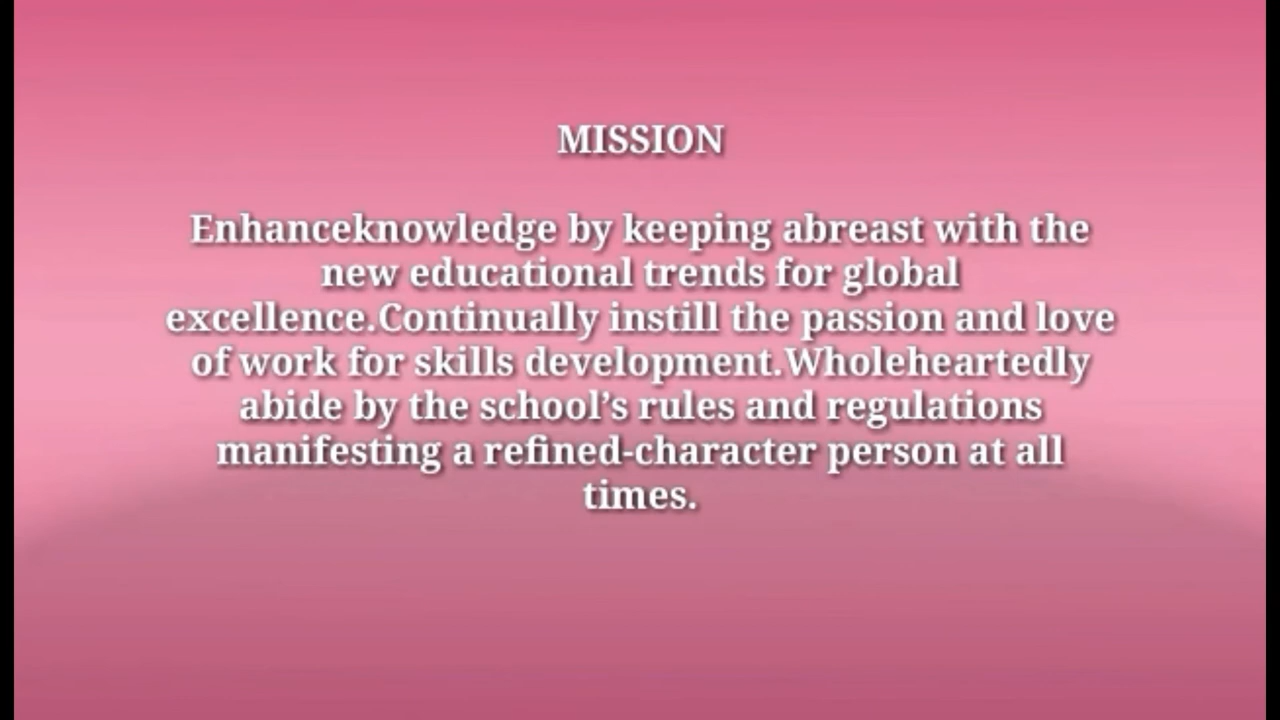 MISSION
Enhanceknowledge by keeping abreast with the
new educational trends for global
excellence.Continually instill the passion and love
of work for skills development.Wholeheartedly
abide by the school’s rules and regulations
manifesting a refined-character person at all
times.